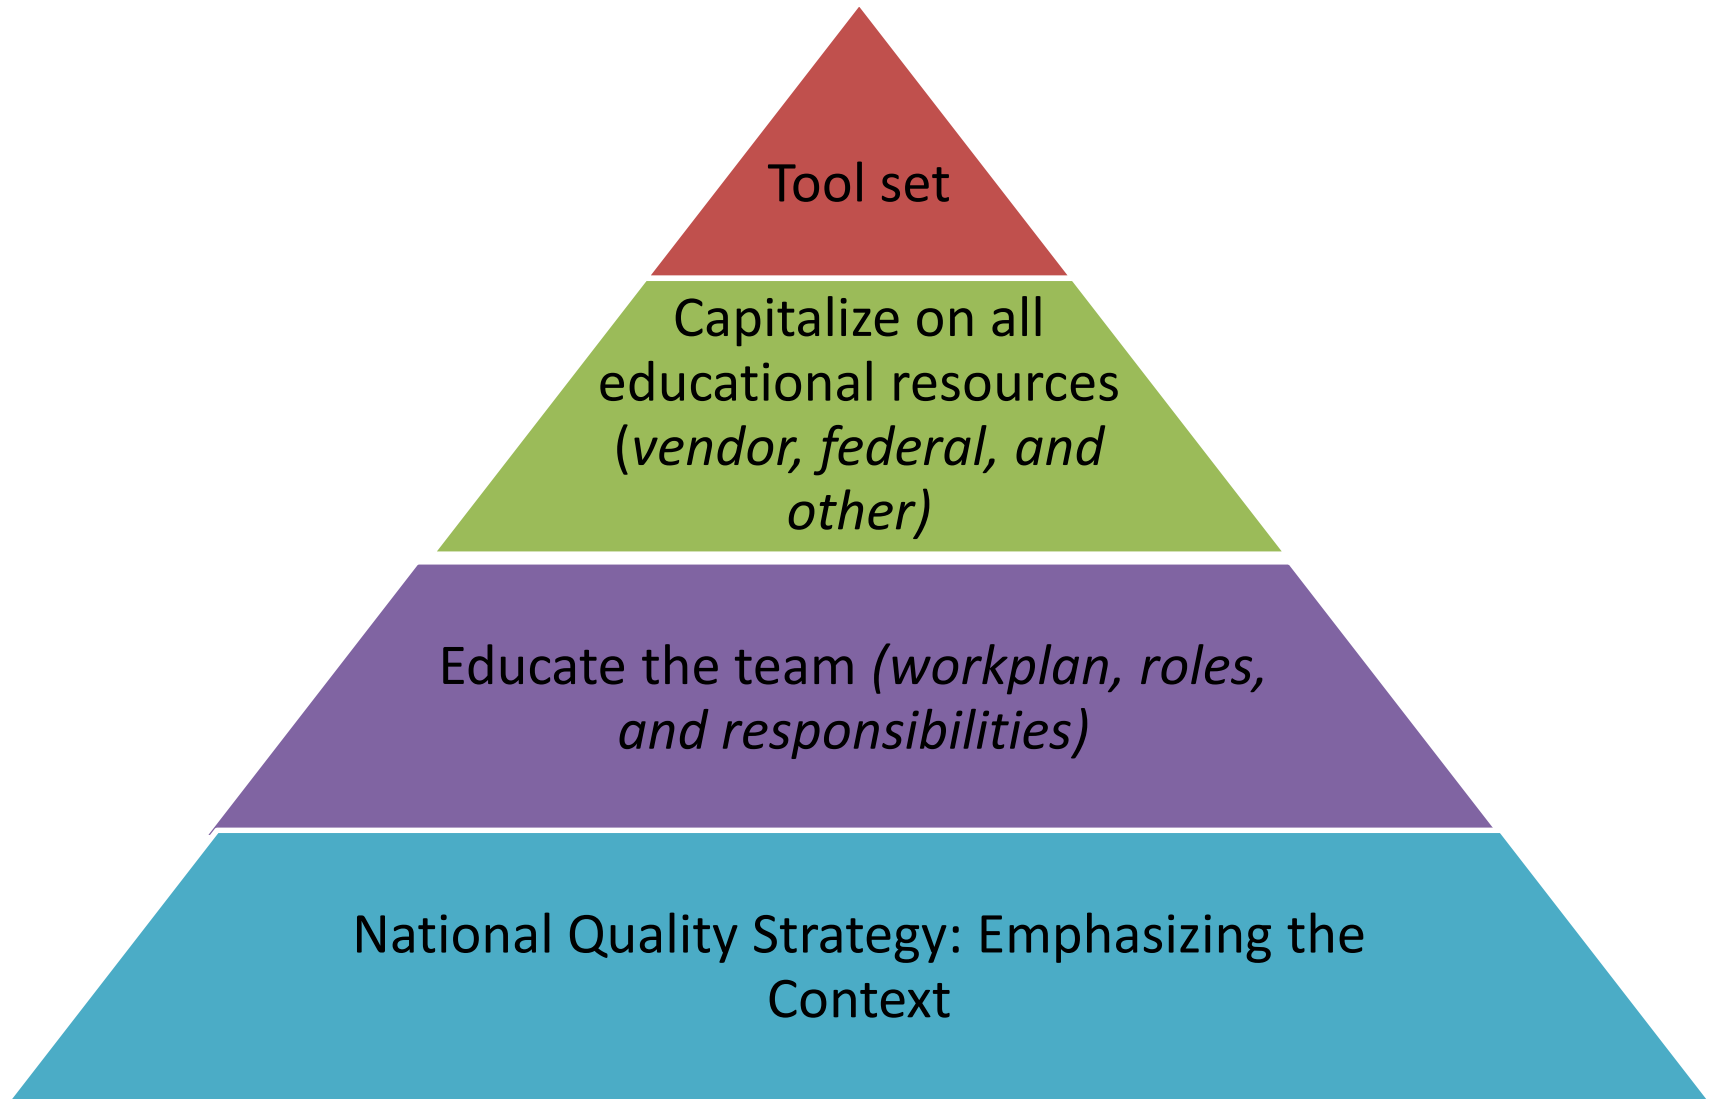 Tool set
Capitalize on all
educational resources
(vendor, federal, and
other)
Educate the team (workplan, roles,
and responsibilities)
National Quality Strategy: Emphasizing the
Context